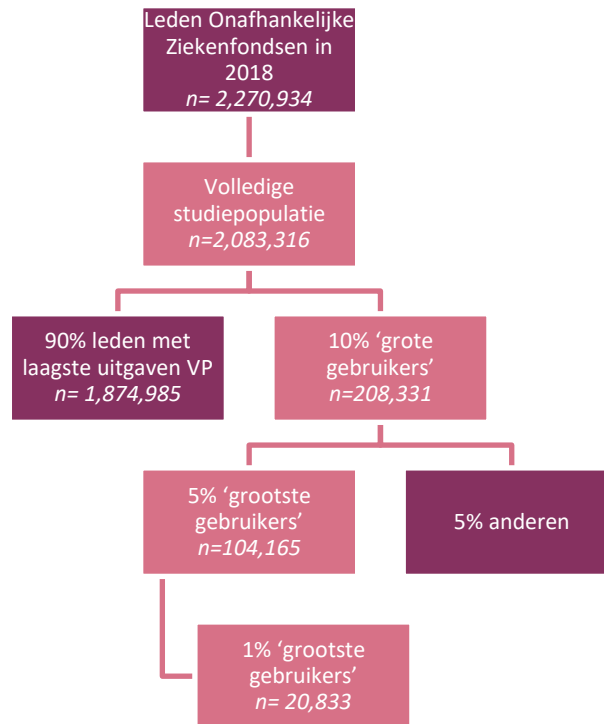 Leden Onafhankelijke
Ziekenfondsen in
2018
n= 2,270,934
Volledige
studiepopulatie
n=2,083,316
90% leden met
laagste uitgaven VP
n= 1,874,985
10% ‘grote
gebruikers’
n=208,331
5% ‘grootste
gebruikers’
n=104,165
5% anderen
1% ‘grootste
gebruikers’
n= 20,833